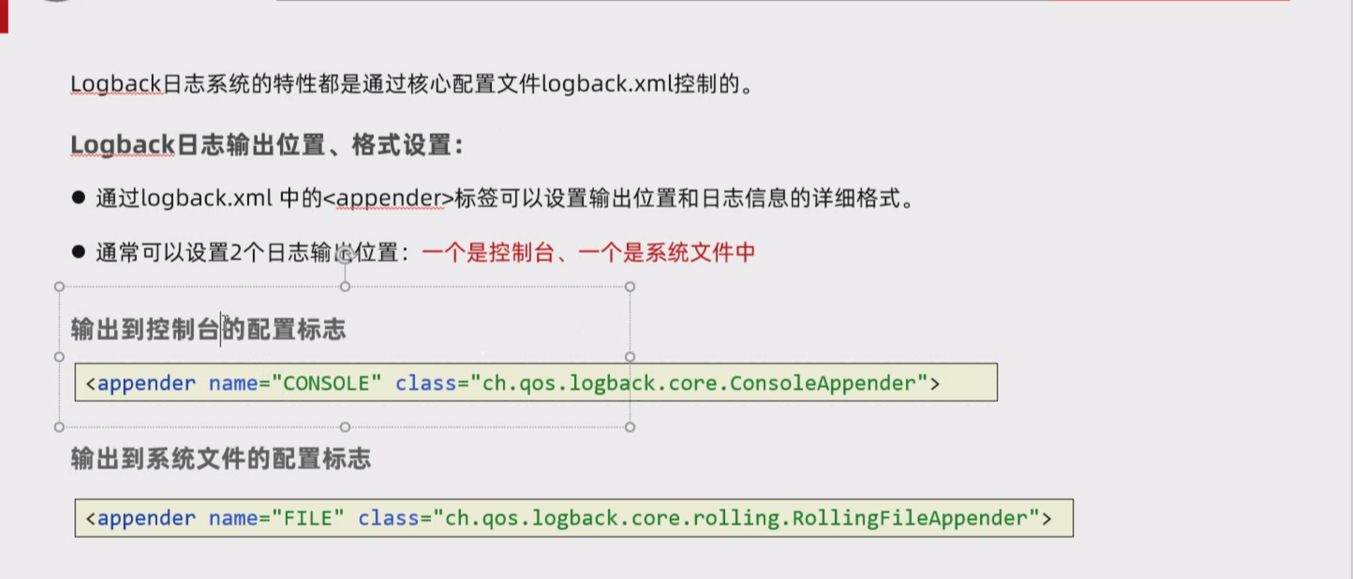 Logback日志系统的特性都是通过核心配置文件logback.xml控制的。
Logback日志输出位置、格式设置：
● 通过logback.xml 中的<appender>标签可以设置输出位置和日志信息的详细格式。
● 通常可以设置2个日志输出位置：一个是控制台、一个是系统文件中
输出到控制台的配置标志
<appender name="CONSOLE" class="ch.qos.logback.core.ConsoleAppender">
输出到系统文件的配置标志
<appender name="FILE" class="ch.qos.logback.core.rolling.RollingFileAppender">